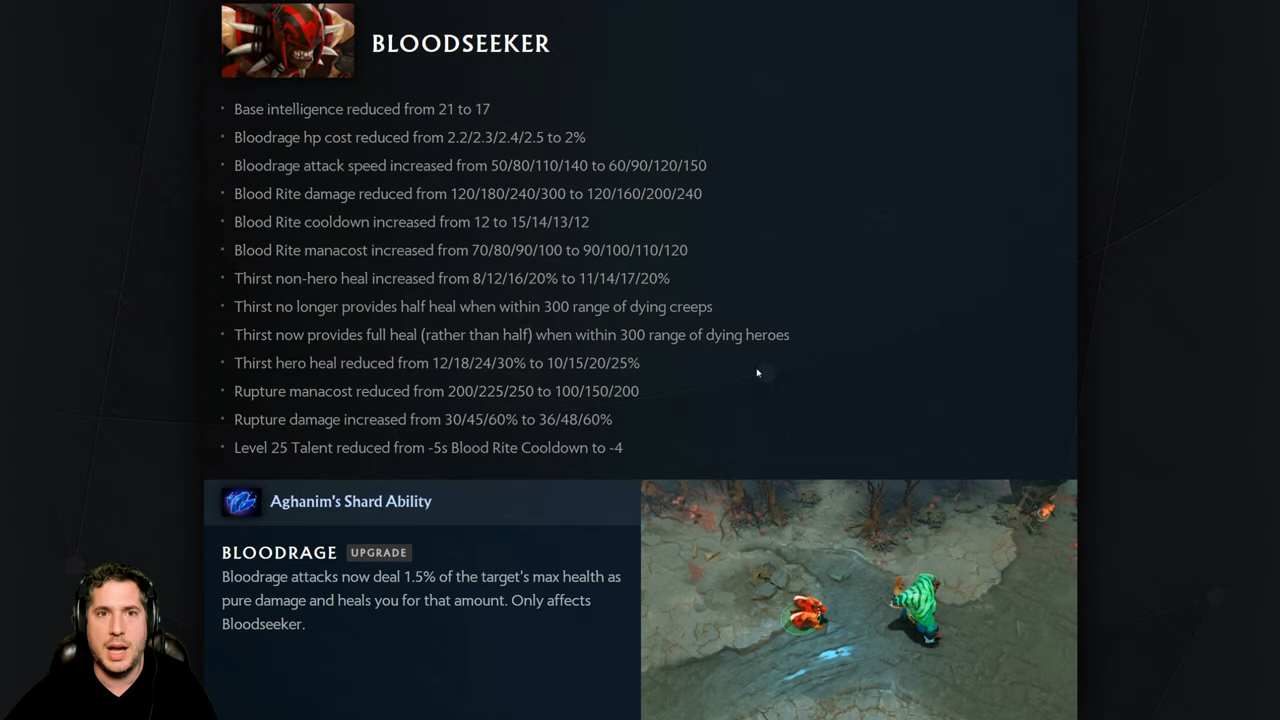 BLOODSEEKER
• Base intelligence reduced from 21 to 17
• Bloodrage hp cost reduced from 2.2/2.3/2.4/2.5 to 2%
• Bloodrage attack speed increased from 50/80/110/140 to 60/90/120/150
• Blood Rite damage reduced from 120/180/240/300 to 120/160/200/240
• Blood Rite cooldown increased from 12 to 15/14/13/12
• Blood Rite manacost increased from 70/80/90/100 to 90/100/110/120
• Thirst non-hero heal increased from 8/12/16/20% to 11/14/17/20%
• Thirst no longer provides half heal when within 300 range of dying creeps
• Thirst now provides full heal (rather than half) when within 300 range of dying heroes
• Thirst hero heal reduced from 12/18/24/30% to 10/15/20/25%
• Rupture manacost reduced from 200/225/250 to 100/150/200
• Rupture damage increased from 30/45/60% to 36/48/60%
• Level 25 Talent reduced from -5s Blood Rite Cooldown to -4
Aghanim's Shard Ability
BLOODRAGE UPGRADE
Bloodrage attacks now deal 1.5% of the target's max health as
pure damage and heals you for that amount. Only affects
Bloodseeker.